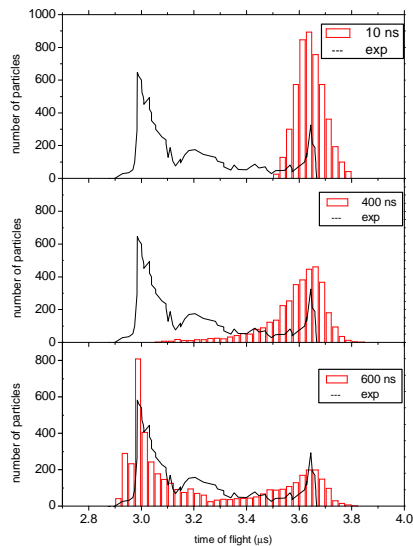 1000
800
600
400
200
0
number of particles
10 ns
exp
800
600
400
200
0
number of particles
400 ns
exp
800
600
400
200
0
number of particles
600 ns
exp
2.8 3.0 3.2 3.4 3.6 3.8 4.0
time of flight (μs)